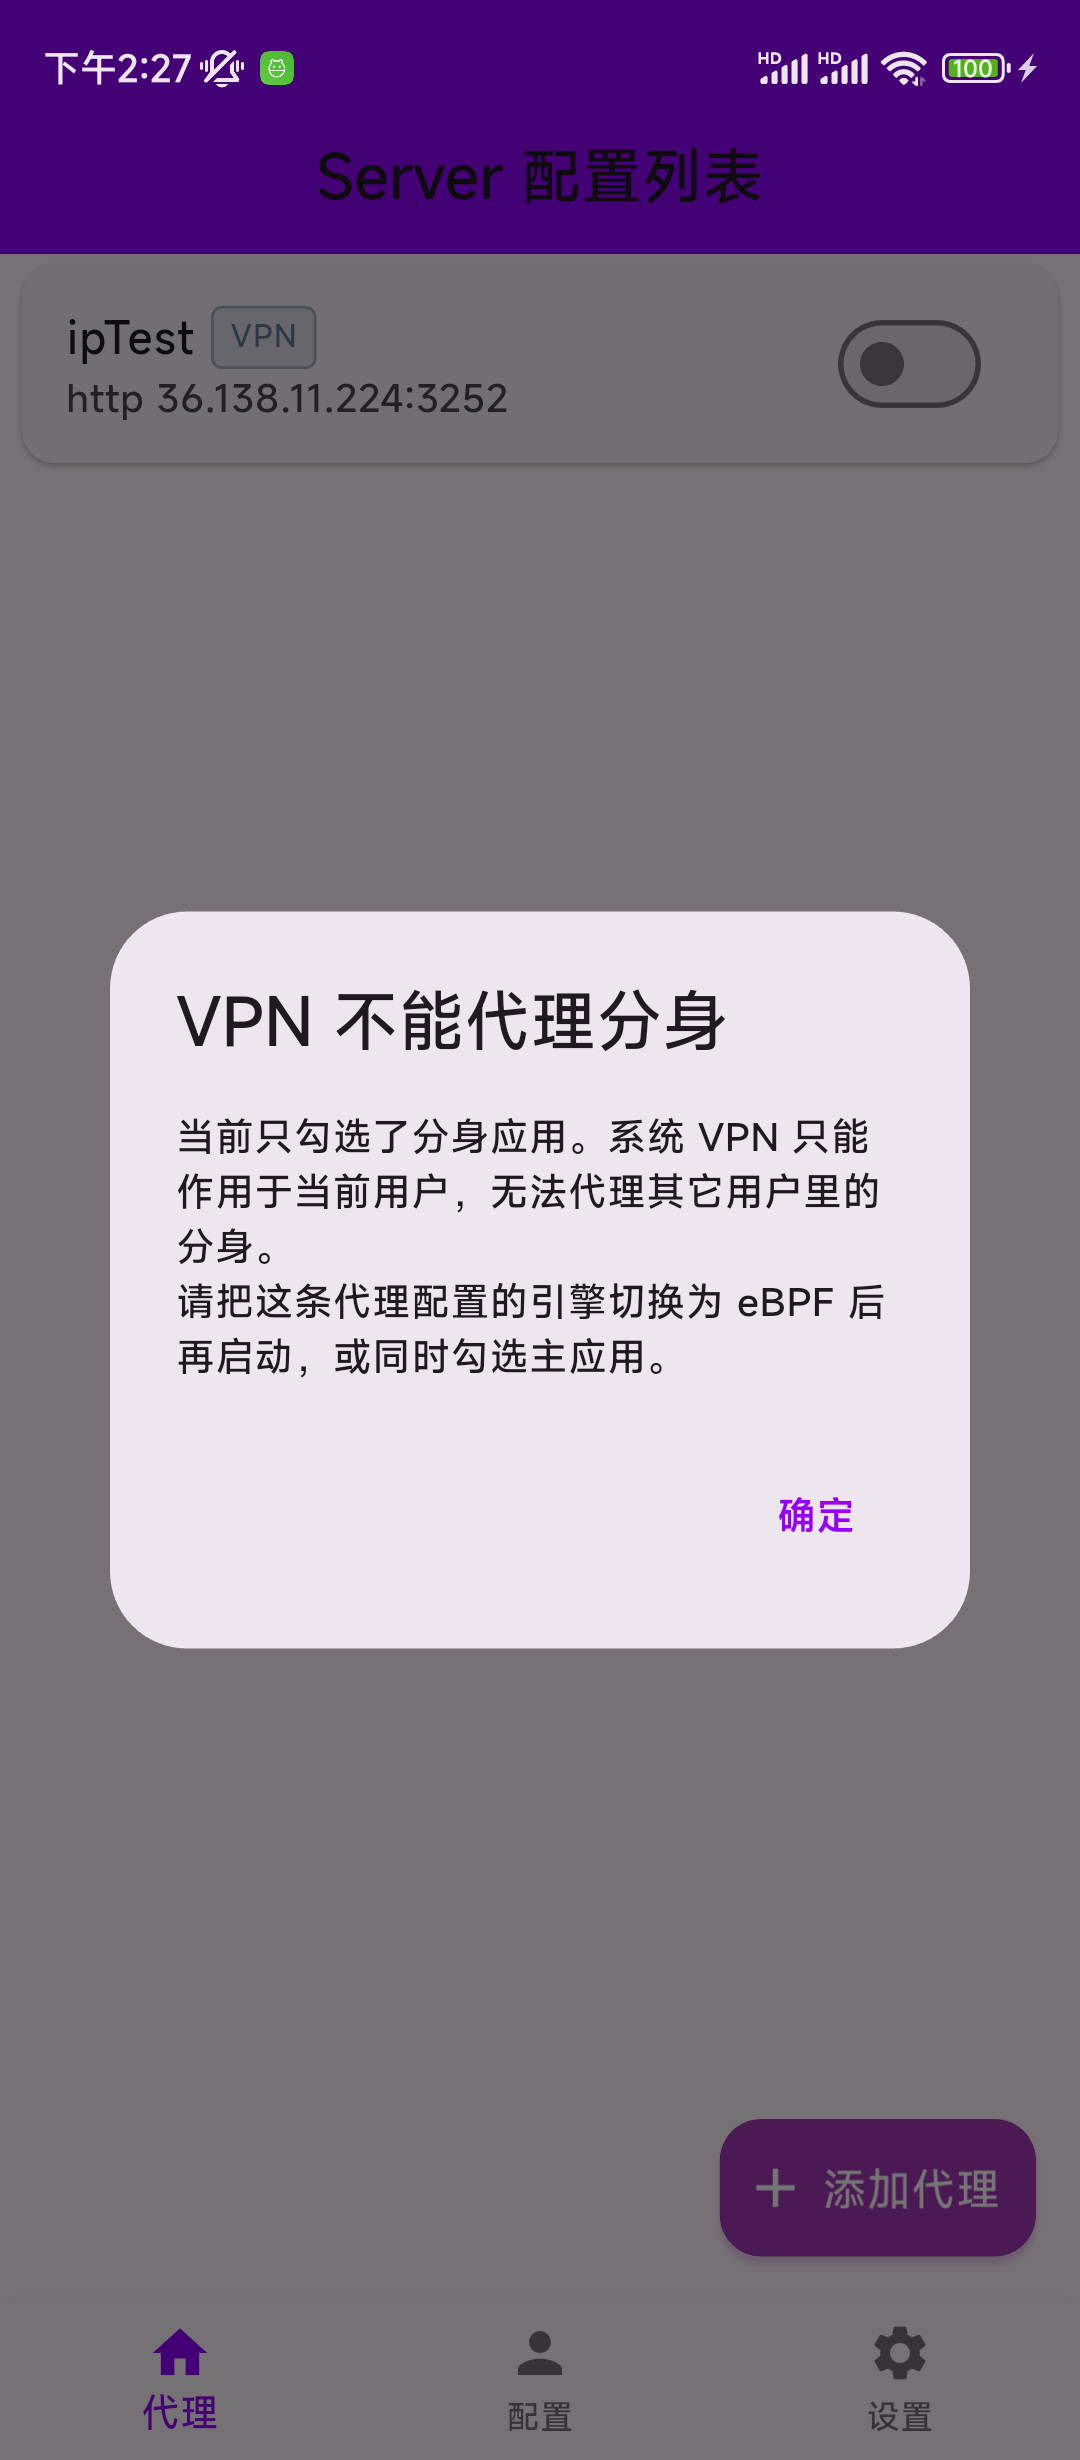 下午2:27
HD HD 100
Server 配置列表
ipTest VPN
http 36.138.11.224:3252
VPN 不能代理分身
当前只勾选了分身应用。系统 VPN 只能
作用于当前用户，无法代理其它用户里的
分身。
请把这条代理配置的引擎切换为 eBPF 后
再启动，或同时勾选主应用。
确定
添加代理
代理 配置 设置